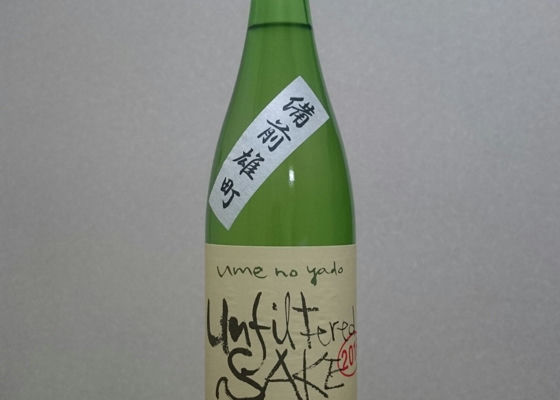 備前雄町
ume no yado
Unfiltered
SAKE